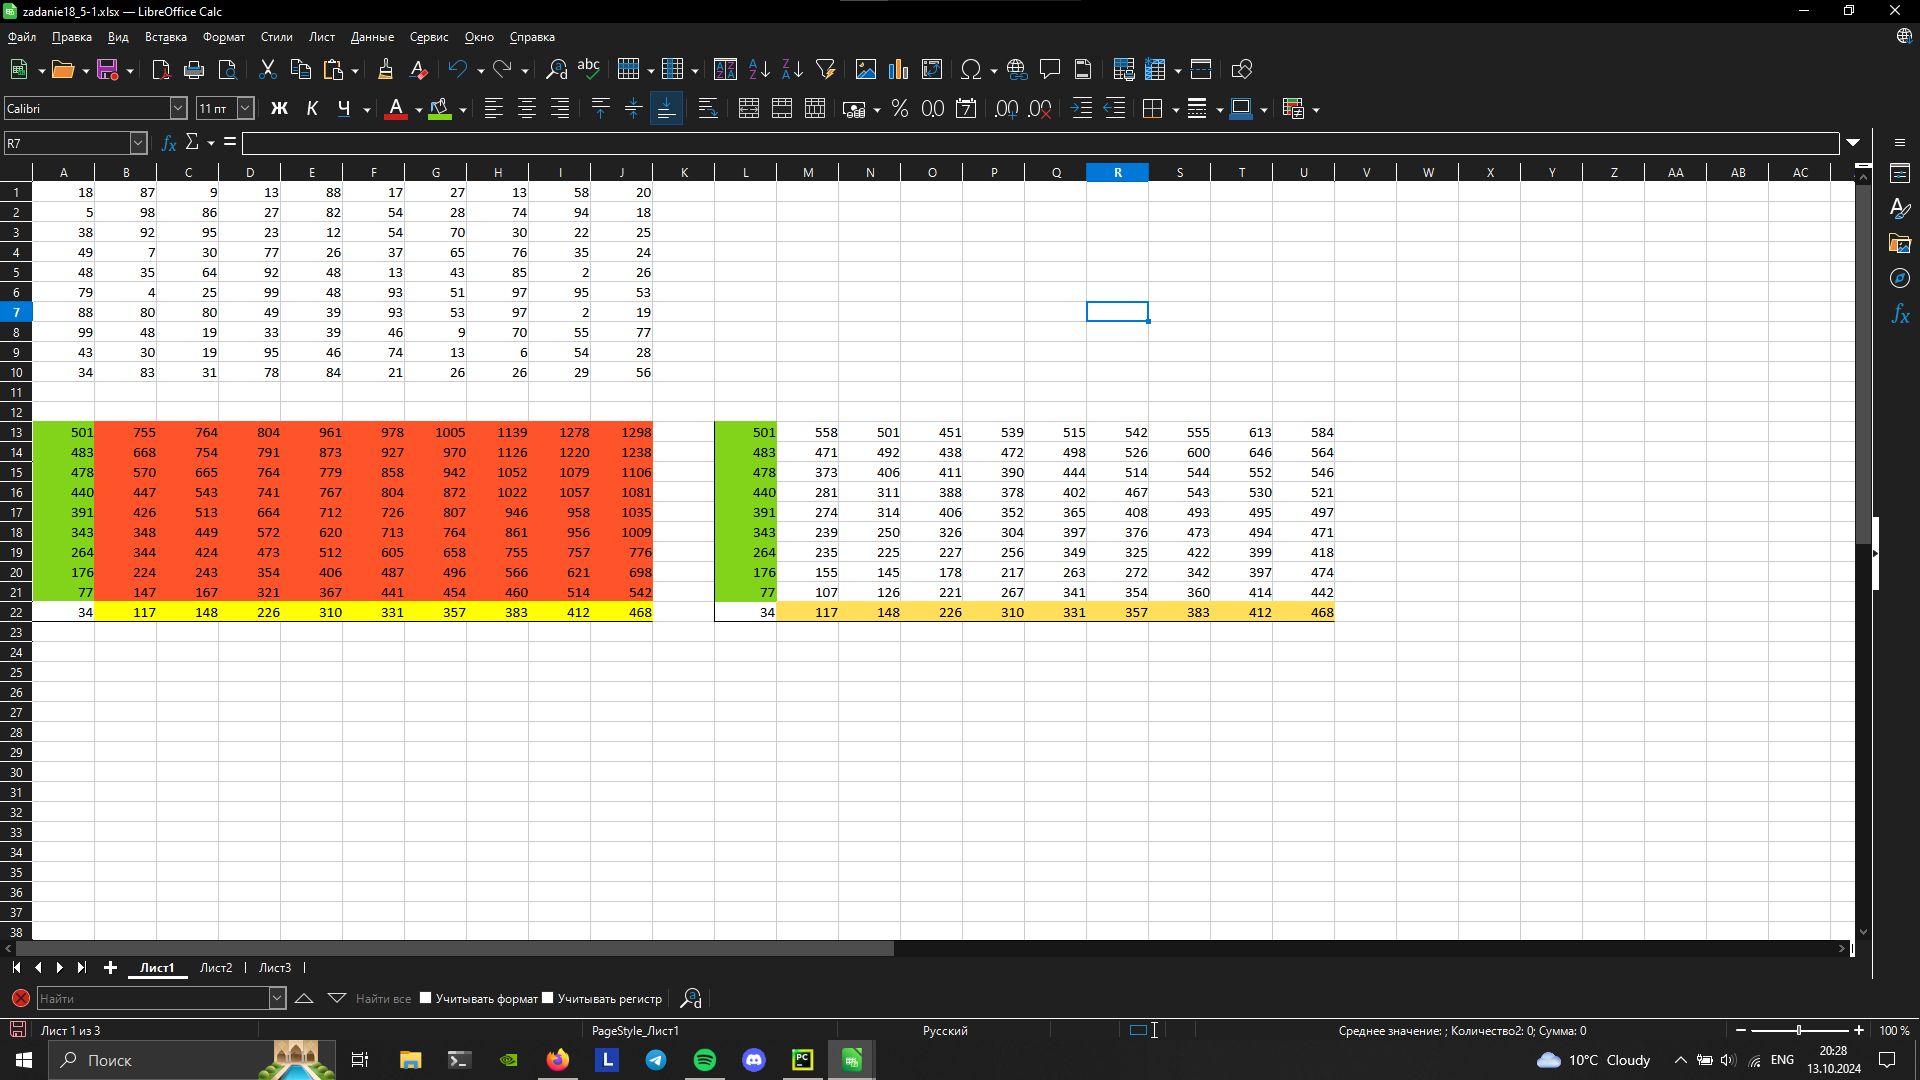 zadanie18_5-1.xlsx — LibreOffice Calc
Файл Правка Вид Вставка Формат Стили Лист Данные Сервис Окно Справка
Calibri 11 пт Ж К Ч
R7
A B C D E F G H I J K L M N O P Q R S T U V W X Y Z AA AB AC
1 18 87 9 13 88 17 27 13 58 20
2 5 98 86 27 82 54 28 74 94 18
3 38 92 95 23 12 54 70 30 22 25
4 49 7 30 77 26 37 65 76 35 24
5 48 35 64 92 48 13 43 85 2 26
6 79 4 25 99 48 93 51 97 95 53
7 88 80 80 49 39 93 53 97 2 19
8 99 48 19 33 39 46 9 70 55 77
9 43 30 19 95 46 74 13 6 54 28
10 34 83 31 78 84 21 26 26 29 56
11
12
13 501 755 764 804 961 978 1005 1139 1278 1298 501 558 501 451 539 515 542 555 613 584
14 483 668 754 791 873 927 970 1126 1220 1238 483 471 492 438 472 498 526 600 646 564
15 478 570 665 764 779 858 942 1052 1079 1106 478 373 406 411 390 444 514 544 552 546
16 440 447 543 741 767 804 872 1022 1057 1081 440 281 311 388 378 402 467 543 530 521
17 391 426 513 664 712 726 807 946 958 1035 391 274 314 406 352 365 408 493 495 497
18 343 348 449 572 620 713 764 861 956 1009 343 239 250 326 304 397 376 473 494 471
19 264 344 424 473 512 605 658 755 757 776 264 235 225 227 256 349 325 422 399 418
20 176 224 243 354 406 487 496 566 621 698 176 155 145 178 217 263 272 342 397 474
21 77 147 167 321 367 441 454 460 514 542 77 107 126 221 267 341 354 360 414 442
22 34 117 148 226 310 331 357 383 412 468 34 117 148 226 310 331 357 383 412 468
23
24
25
26
27
28
29
30
31
32
33
34
35
36
37
38
Лист1 Лист2 Лист3
Найти Найти все Учитывать формат Учитывать регистр
Лист 1 из 3 PageStyle_Лист1 Русский Среднее значение: ; Количество2: 0; Сумма: 0 100 %
Поиск 10°C Cloudy ENG 20:28
13.10.2024